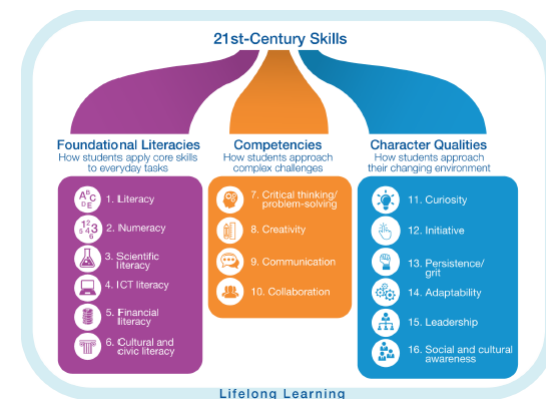 21st-Century Skills
Foundational Literacies
How students apply core skills
to everyday tasks
1. Literacy
2. Numeracy
3. Scientific
literacy
4. ICT literacy
5. Financial
literacy
6. Cultural and
civic literacy
Competencies
How students approach
complex challenges
7. Critical thinking/
problem-solving
8. Creativity
9. Communication
10. Collaboration
Character Qualities
How students approach
their changing environment
11. Curiosity
12. Initiative
13. Persistence/
grit
14. Adaptability
15. Leadership
16. Social and cultural
awareness
Lifelong Learning